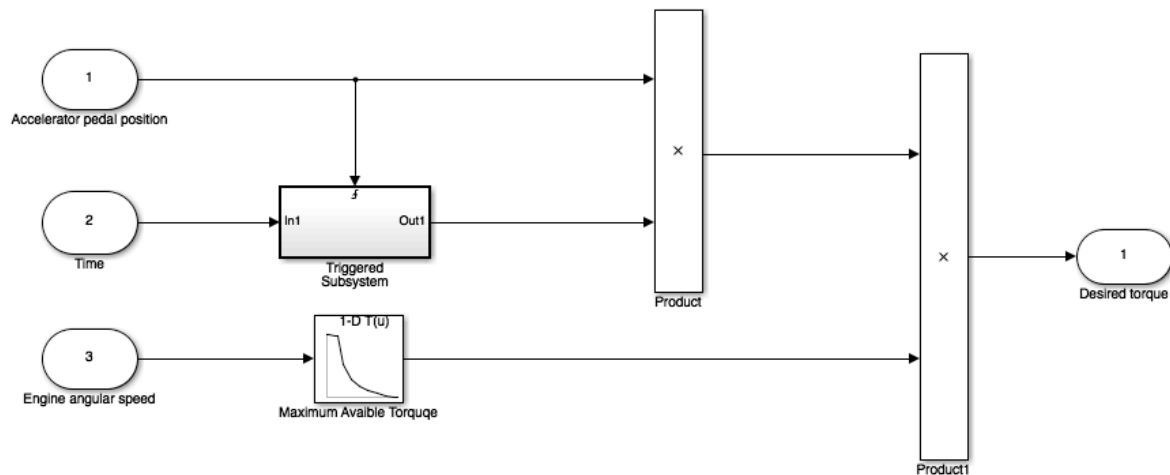 1
Accelerator pedal position
×
2
Time
In1
Out1
Triggered
Subsystem
Product
×
1
Desired torque
3
Engine angular speed
1-D T(u)
Maximum Avaible Torquqe
Product1